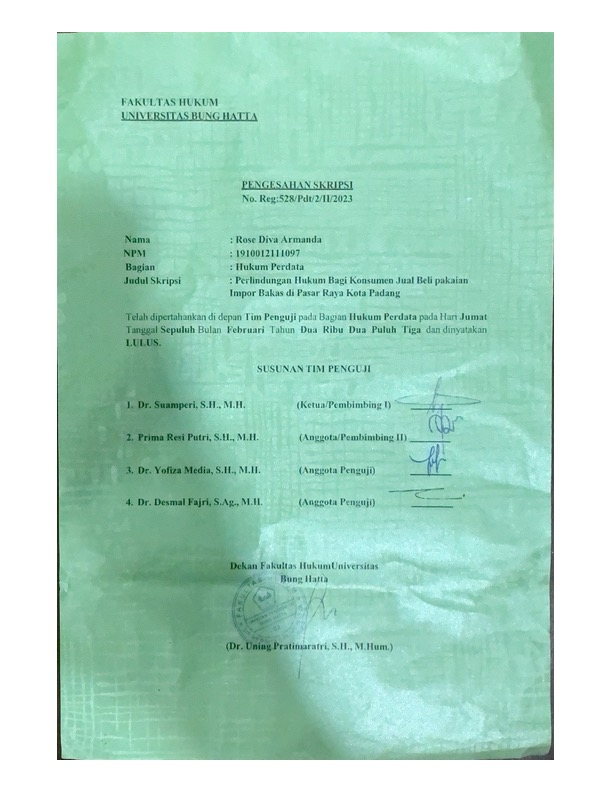 FAKULTAS HUKUM
UNIVERSITAS BUNG HATTA
PENGESAHAN SKRIPSI
No. Reg:528/Pdt/2/II/2023
Nama : Rose Diva Armanda
NPM : 1910012111097
Bagian : Hukum Perdata
Judul Skripsi : Perlindungan Hukum Bagi Konsumen Jual Beli pakaian
Impor Bakas di Pasar Raya Kota Padang
Telah dipertahankan di depan Tim Penguji pada Bagian Hukum Perdata pada Hari Jumat
Tanggal Sepuluh Bulan Februari Tahun Dua Ribu Dua Puluh Tiga dan dinyatakan
LULUS.
SUSUNAN TIM PENGUJI
1. Dr. Suamperi, S.H., M.H. (Ketua/Pembimbing I)
2. Prima Resi Putri, S.H., M.H. (Anggota/Pembimbing II)
3. Dr. Yofiza Media, S.H., M.H. (Anggota Penguji)
4. Dr. Desmal Fajri, S.Ag., M.H. (Anggota Penguji)
Dekan Fakultas HukumUniversitas
Bung Hatta
FAKULTAS
(Dr. Uning Pratimaratri, S.H., M.Hum.)